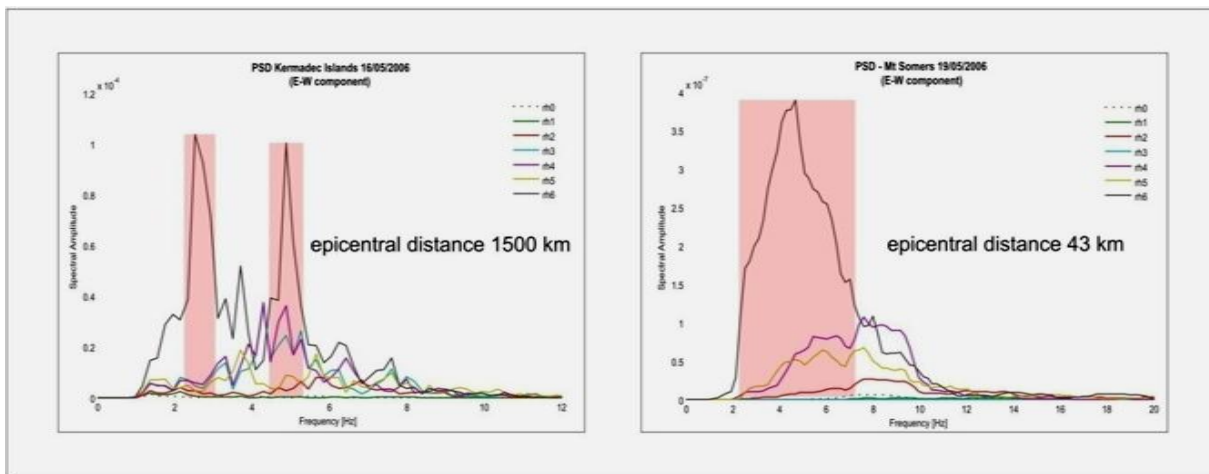 PSD Kermadec Islands 16/05/2006
(E-W component)
x 10⁻⁴
1.2
1
0.8
0.6
0.4
0.2
0
Spectral Amplitude
rh0
rh1
rh2
rh3
rh4
rh5
rh6
epicentral distance 1500 km
0 2 4 6 8 10 12
Frequency [Hz]
PSD - Mt Somers 19/05/2006
(E-W component)
x 10⁻⁷
4
3.5
3
2.5
2
1.5
1
0.5
0
Spectral Amplitude
rh0
rh1
rh2
rh3
rh4
rh5
rh6
epicentral distance 43 km
0 2 4 6 8 10 12 14 16 18 20
Frequency [Hz]